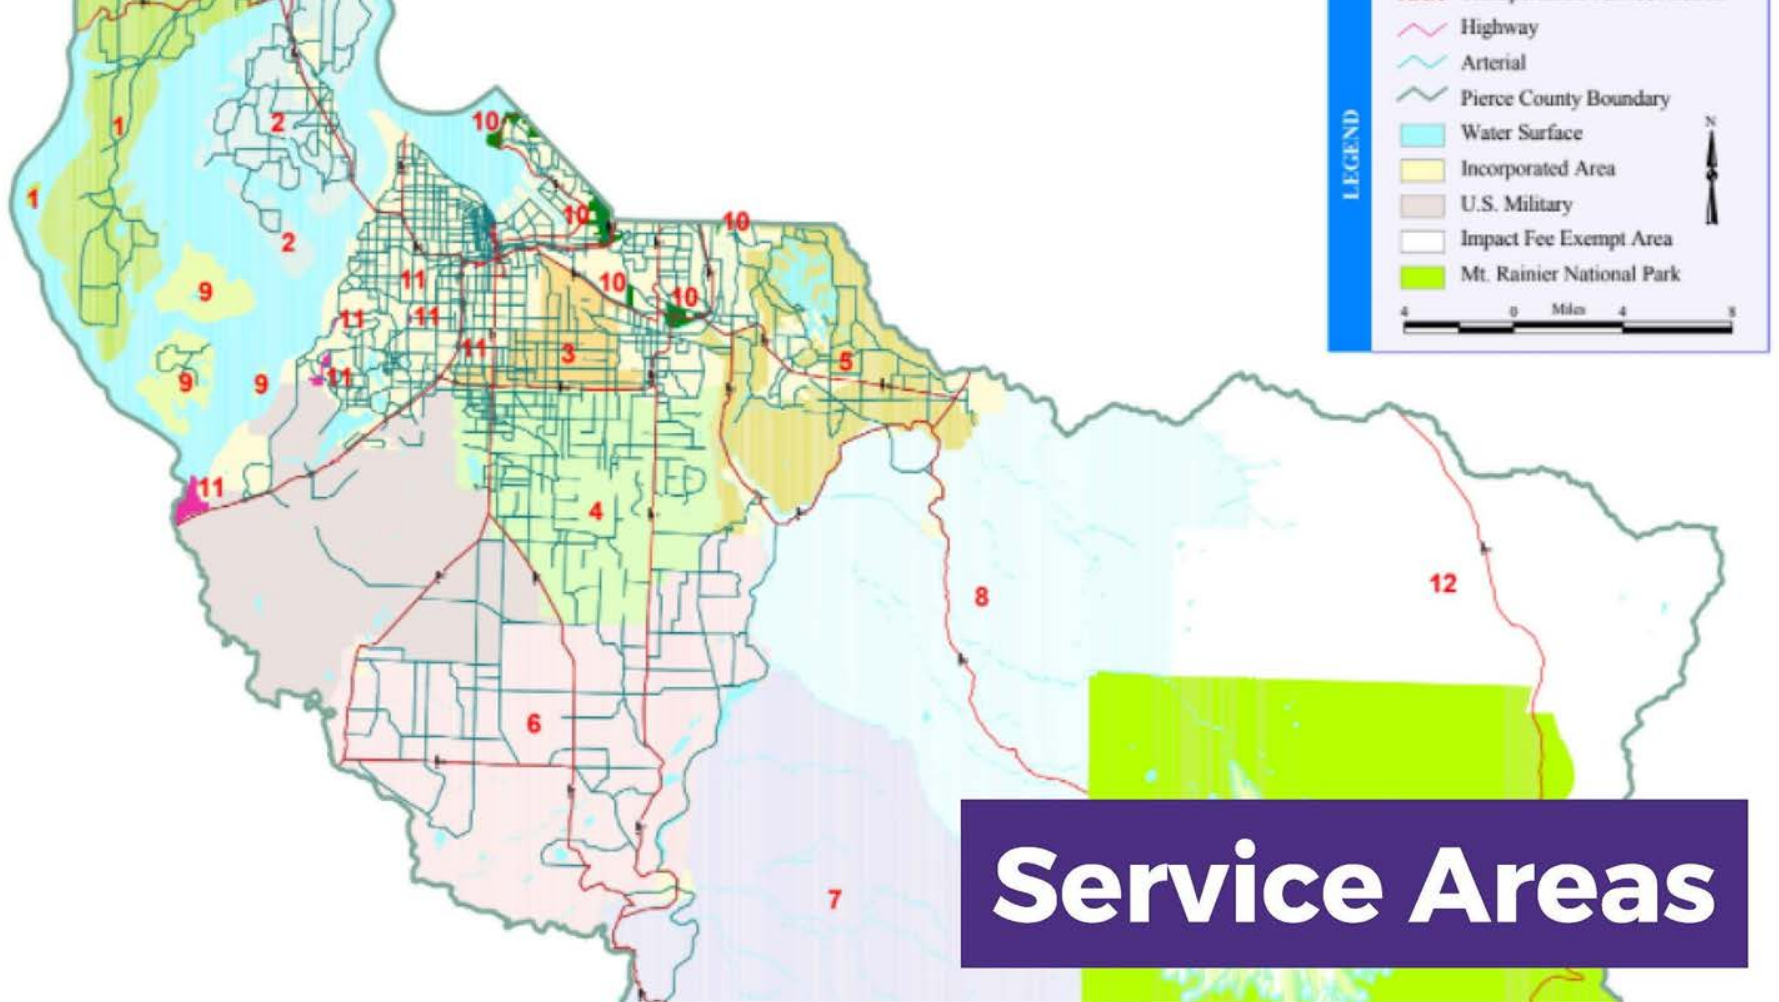 Highway
Arterial
Pierce County Boundary
Water Surface
Incorporated Area
U.S. Military
Impact Fee Exempt Area
Mt. Rainier National Park
LEGEND
N
Miles
4 0 4 8
2
1
2
10
1
10
10
2
9
11
10
10
11
11
11
3
5
9
9
11
11
4
8
12
6
7
Service Areas